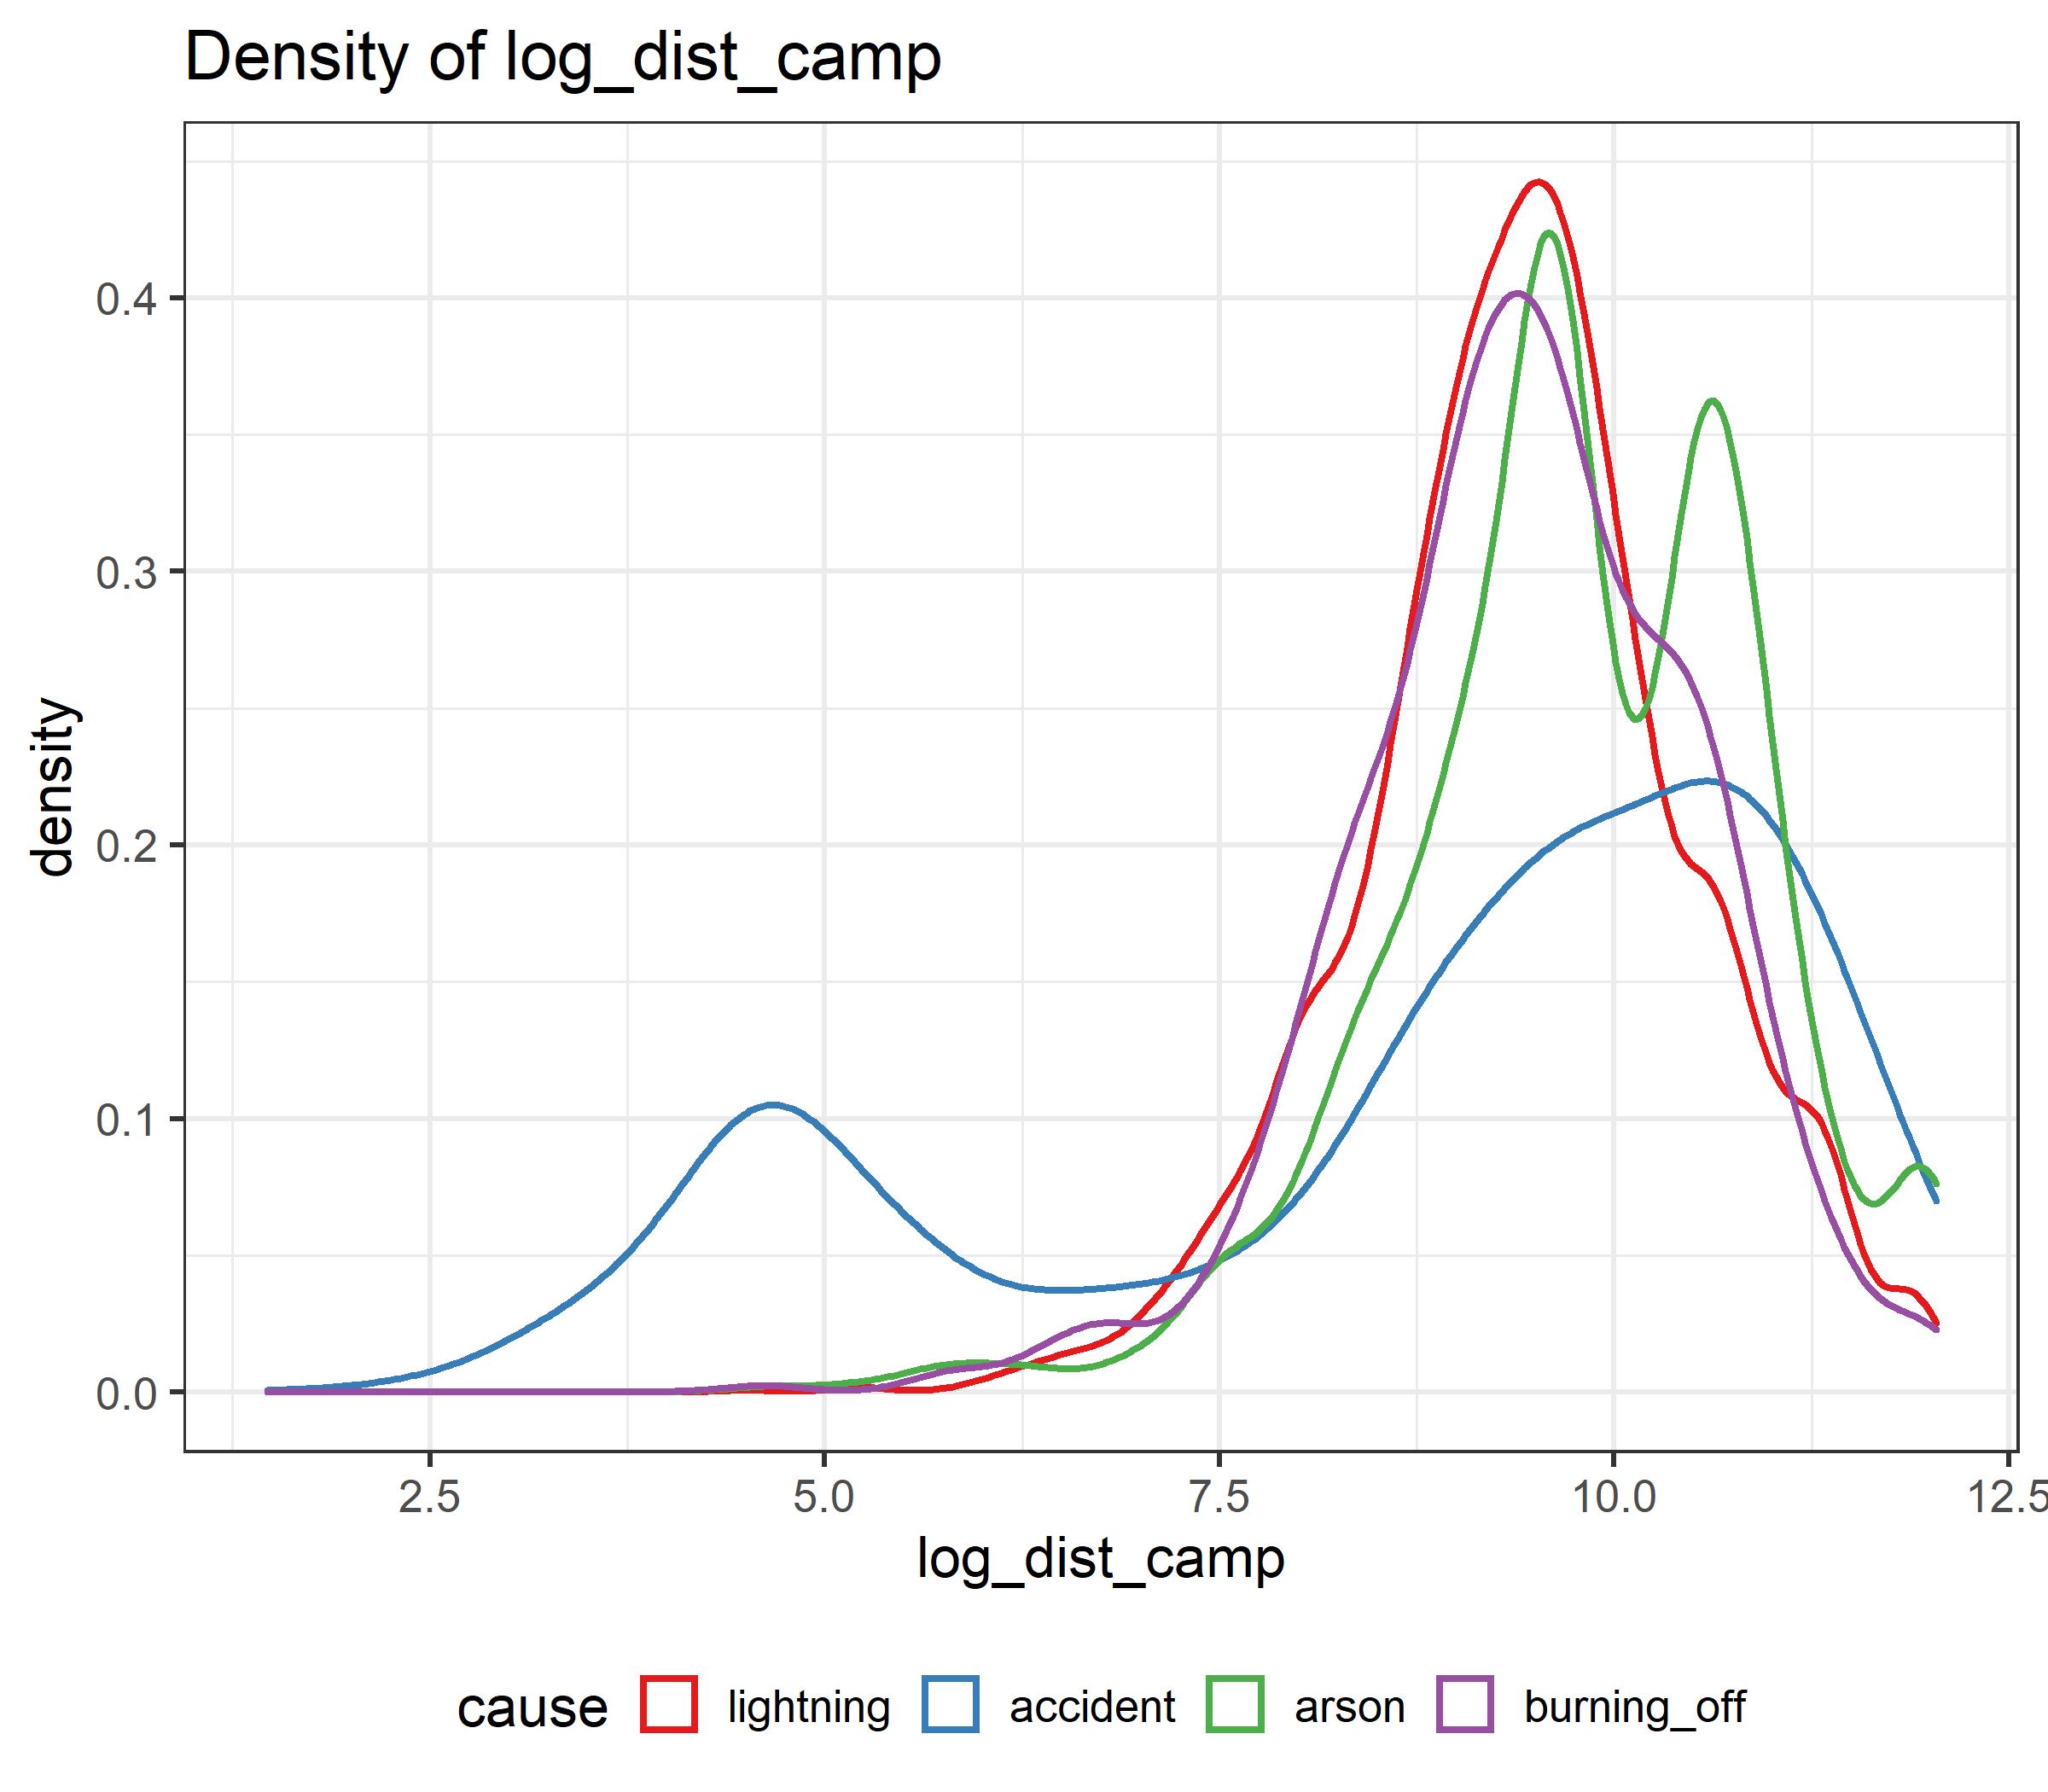 Density of log_dist_camp
density
0.4
0.3
0.2
0.1
0.0
2.5 5.0 7.5 10.0 12.5
log_dist_camp
cause lightning accident arson burning_off